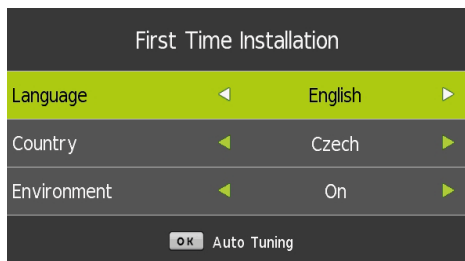 First Time Installation
Language English
Country Czech
Environment On
OK Auto Tuning